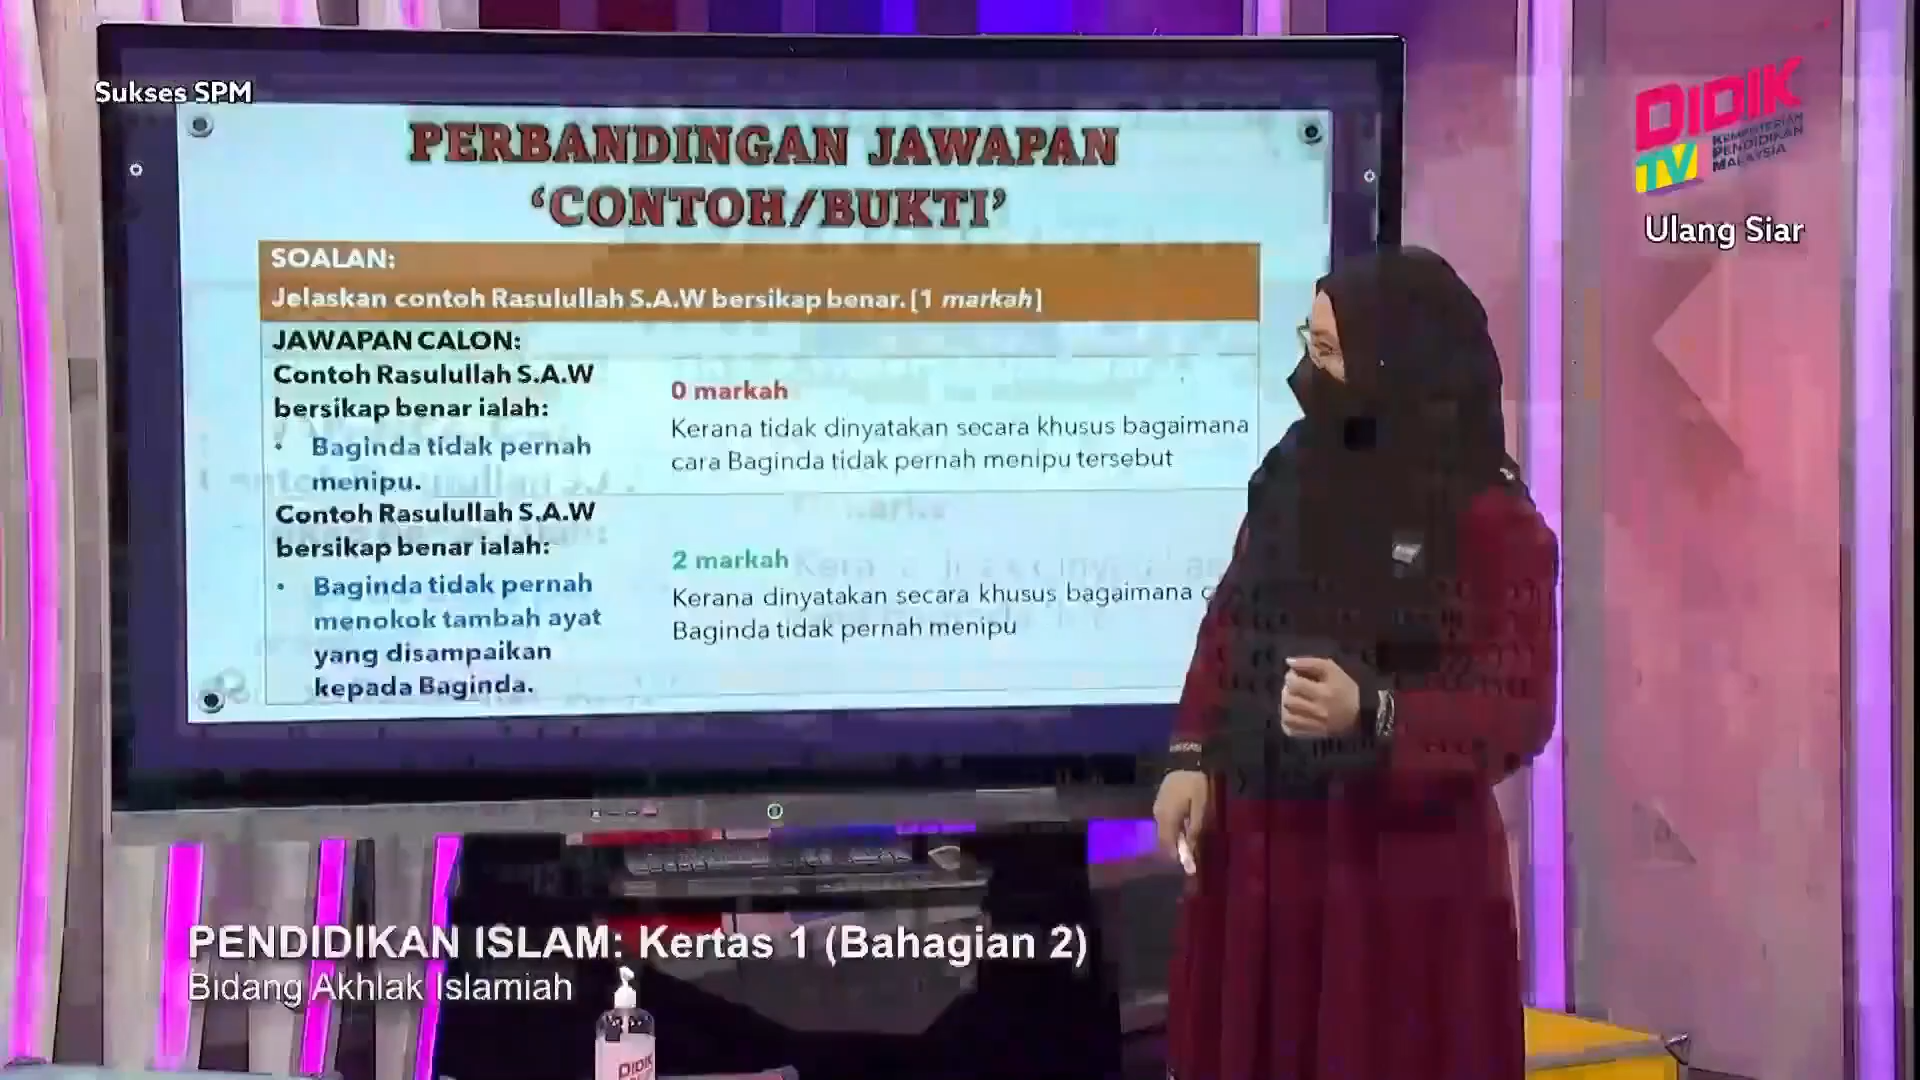 Sukses SPM
PERBANDINGAN JAWAPAN
‘CONTOH/BUKTI’
SOALAN:
Jelaskan contoh Rasulullah S.A.W bersikap benar. [1 markah]
JAWAPAN CALON:
Contoh Rasulullah S.A.W
bersikap benar ialah:
• Baginda tidak pernah
menipu.
0 markah
Kerana tidak dinyatakan secara khusus bagaimana
cara Baginda tidak pernah menipu tersebut
Contoh Rasulullah S.A.W
bersikap benar ialah:
• Baginda tidak pernah
menokok tambah ayat
yang disampaikan
kepada Baginda.
2 markah
Kerana dinyatakan secara khusus bagaimana
Baginda tidak pernah menipu
DIDIK
TV
KEMENTERIAN
PENDIDIKAN
MALAYSIA
Ulang Siar
PENDIDIKAN ISLAM: Kertas 1 (Bahagian 2)
Bidang Akhlak Islamiah
DIDIK